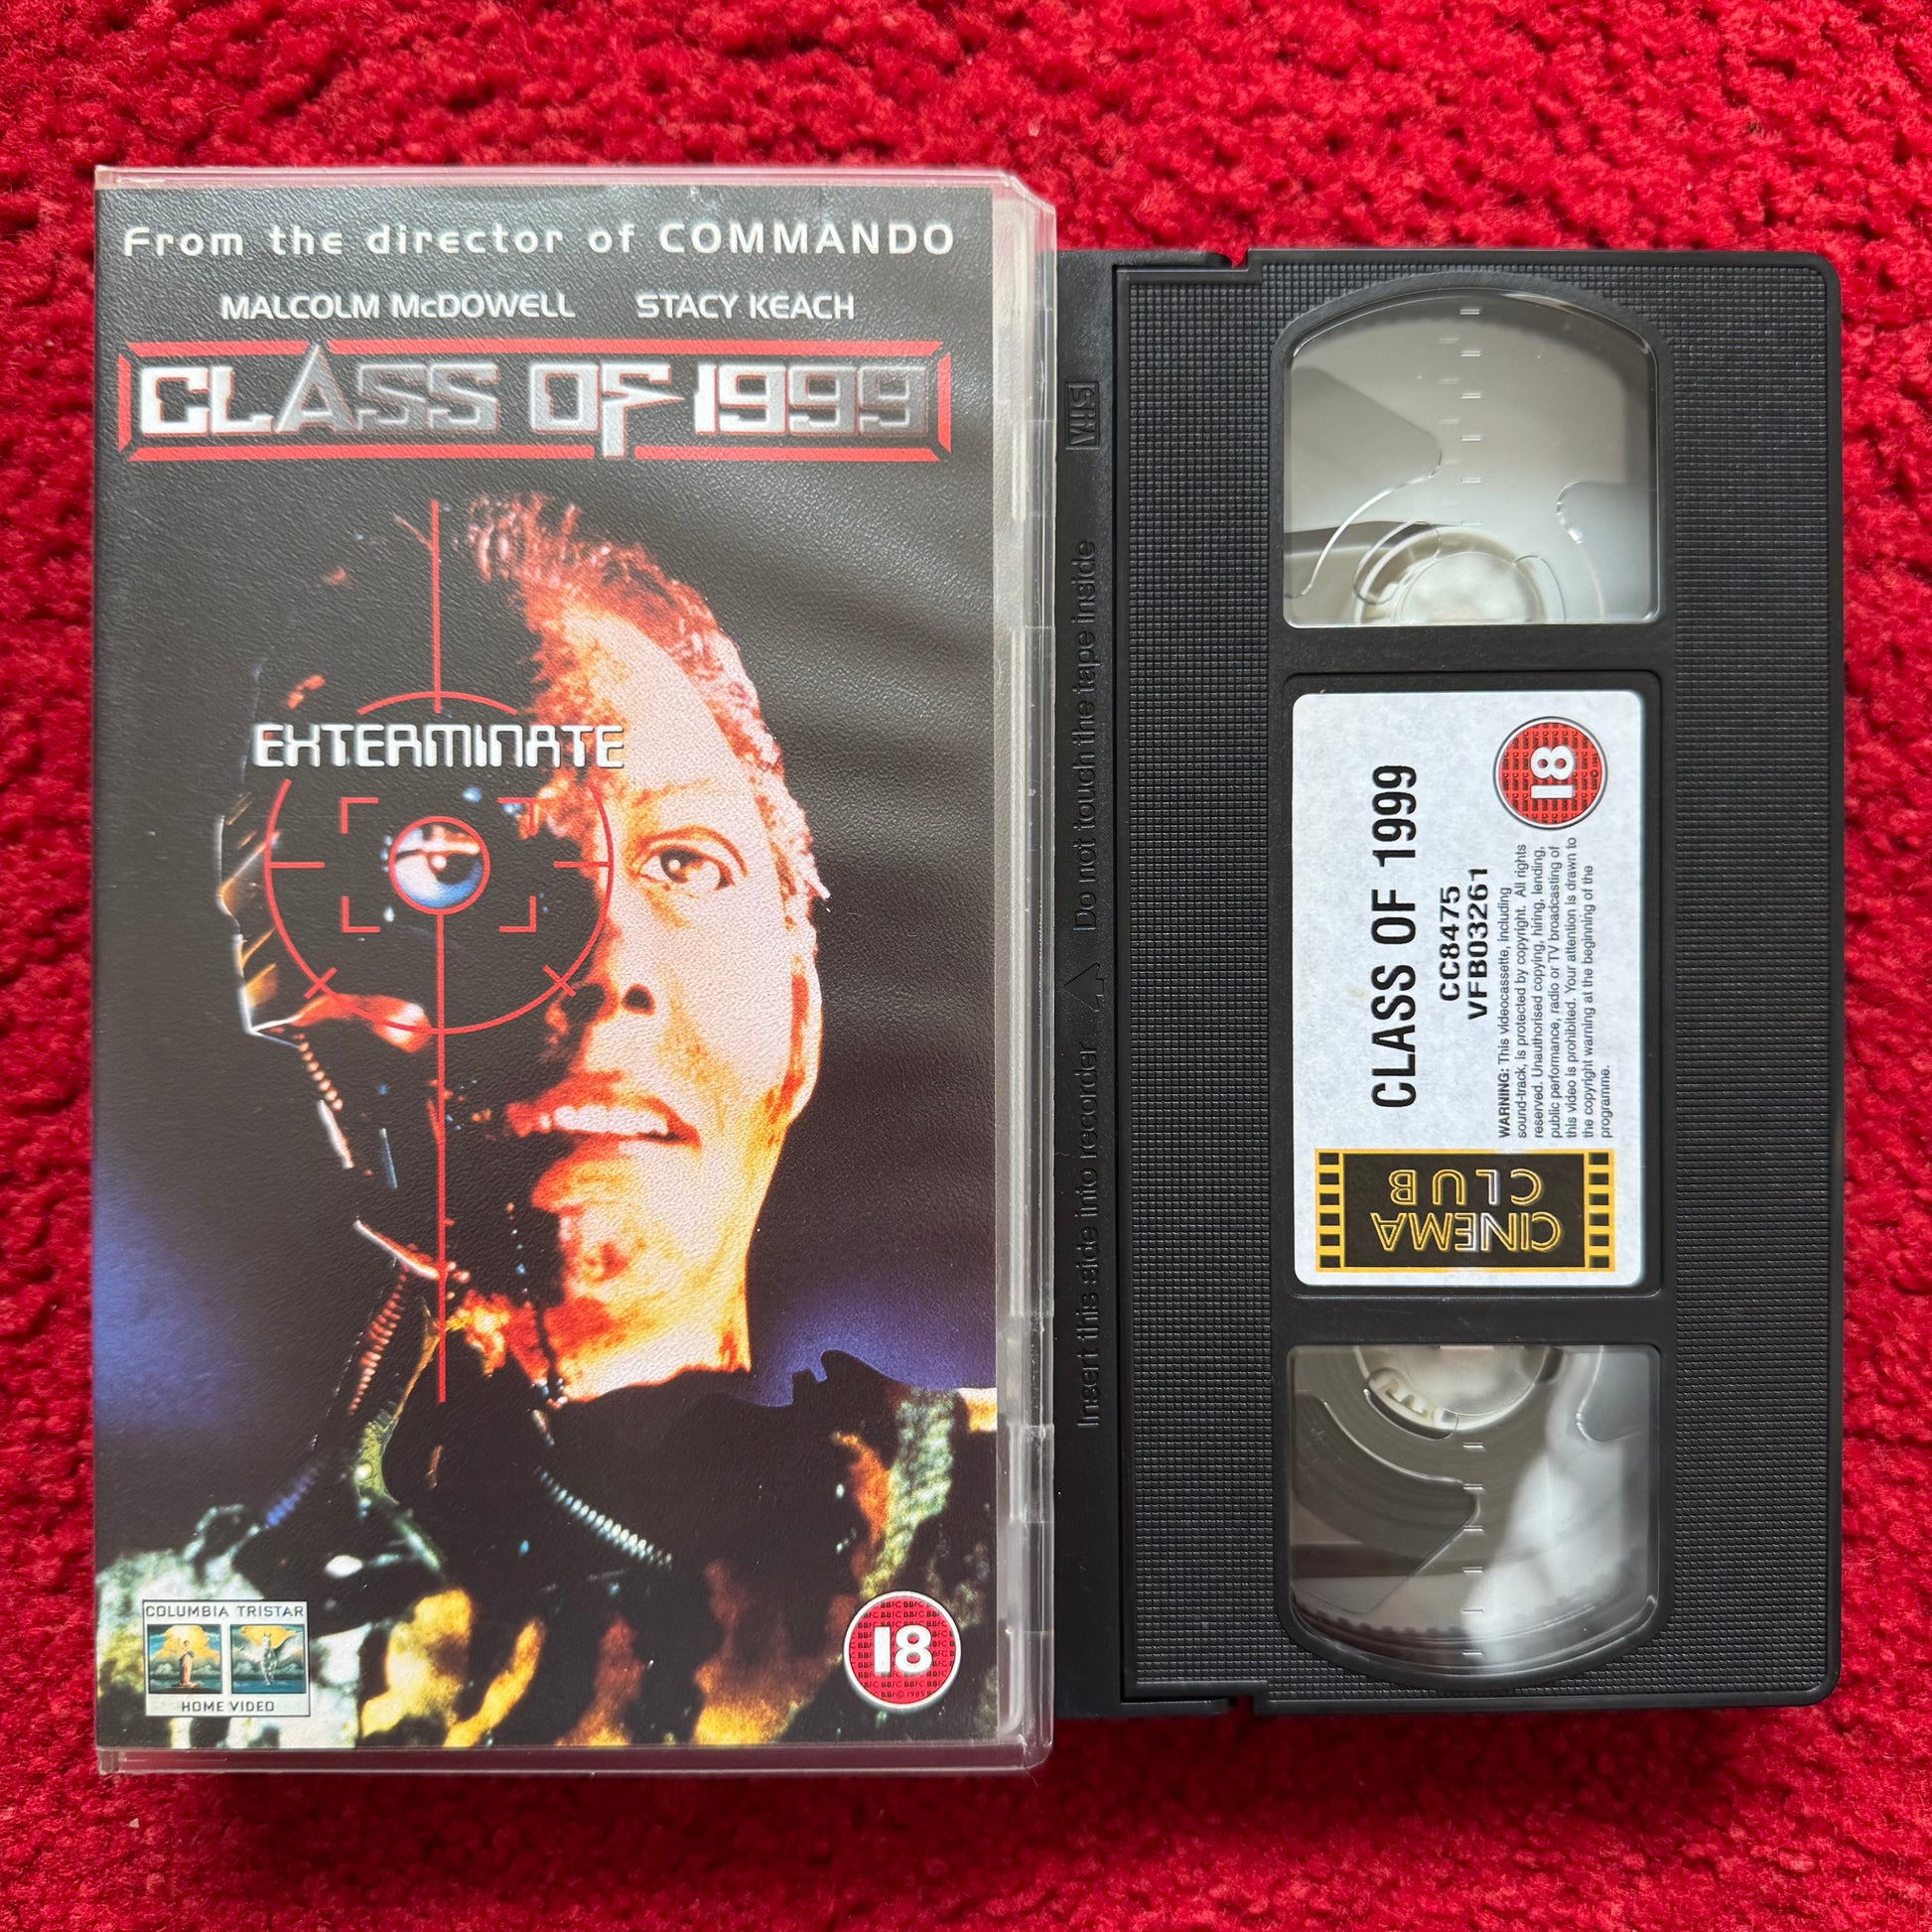 From the director of COMMANDO
MALCOLM McDOWELL STACY KEACH
CLASS OF 1999
EXTERMINATE
COLUMBIA TRISTAR
HOME VIDEO
18
VHS
Insert this side into recorder Do not touch the tape inside
CLASS OF 1999
CC8475
VFB03261
WARNING: This videocassette, including
sound-track, is protected by copyright. All rights
reserved. Unauthorised copying, hiring, lending,
public performance, radio or TV broadcasting of
this video is prohibited. Your attention is drawn to
the copyright warning at the beginning of the
programme.
18
CINEMA
CLUB